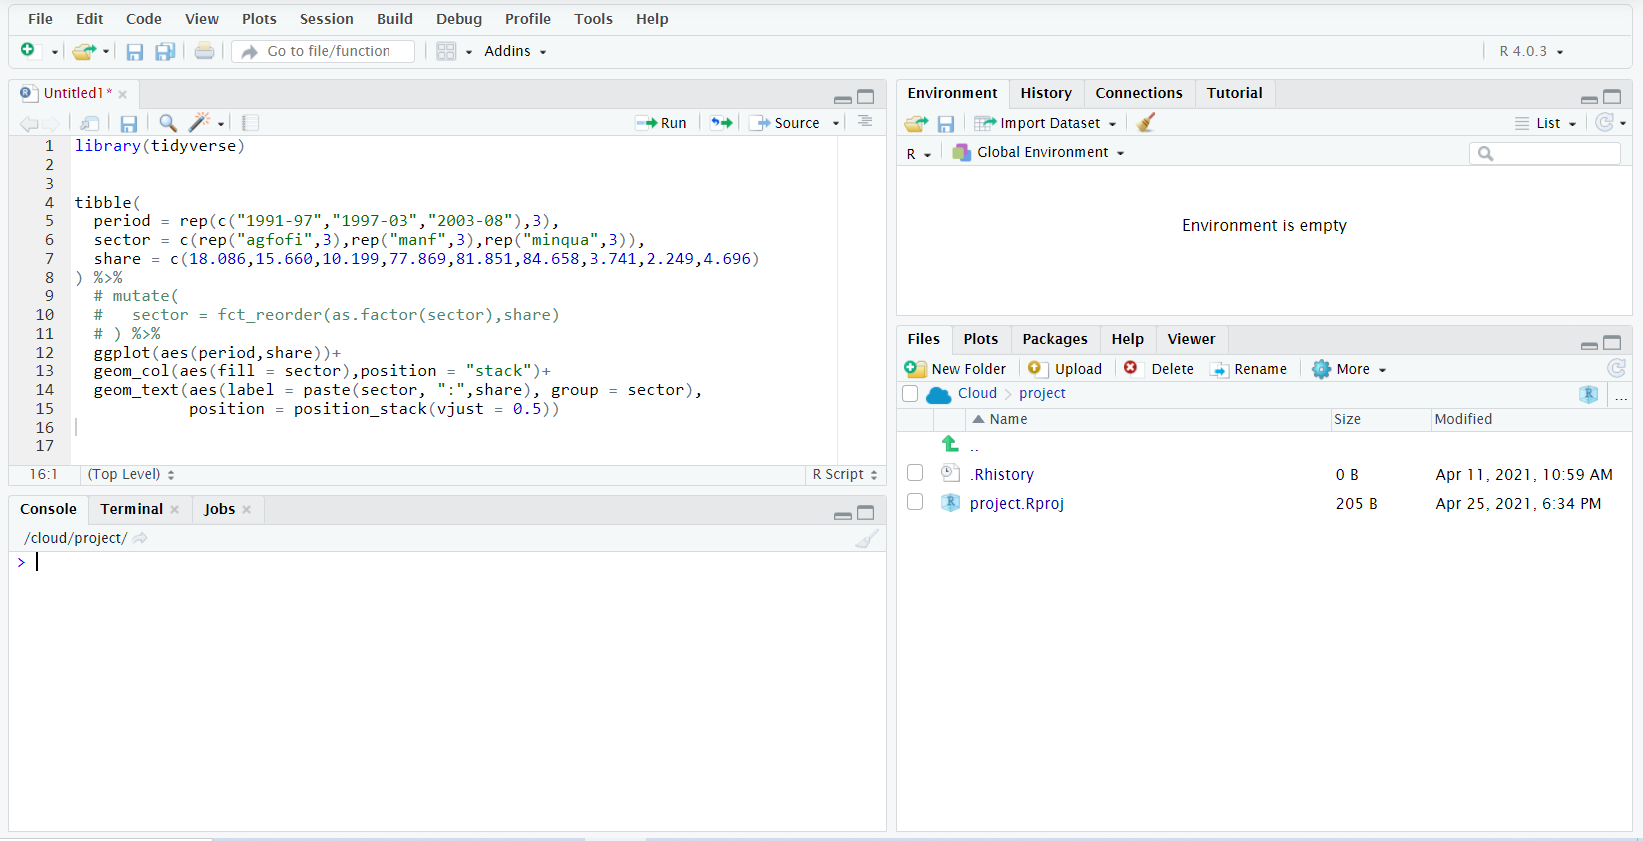 File Edit Code View Plots Session Build Debug Profile Tools Help
Go to file/function Addins R 4.0.3
Untitled1*
Run Source
1 library(tidyverse)
2
3
4 tibble(
5 period = rep(c("1991-97","1997-03","2003-08"),3),
6 sector = c(rep("agfofi",3),rep("manf",3),rep("minqua",3)),
7 share = c(18.086,15.660,10.199,77.869,81.851,84.658,3.741,2.249,4.696)
8 ) %>%
9 # mutate(
10 #   sector = fct_reorder(as.factor(sector),share)
11 # ) %>%
12 ggplot(aes(period,share))+
13 geom_col(aes(fill = sector),position = "stack")+
14 geom_text(aes(label = paste(sector, ":",share), group = sector),
15 position = position_stack(vjust = 0.5))
16
17
16:1 (Top Level) R Script
Console Terminal Jobs
/cloud/project/
>
Environment History Connections Tutorial
Import Dataset List
R Global Environment
Environment is empty
Files Plots Packages Help Viewer
New Folder Upload Delete Rename More
Cloud project R ...
Name Size Modified
..
.Rhistory 0 B Apr 11, 2021, 10:59 AM
project.Rproj 205 B Apr 25, 2021, 6:34 PM